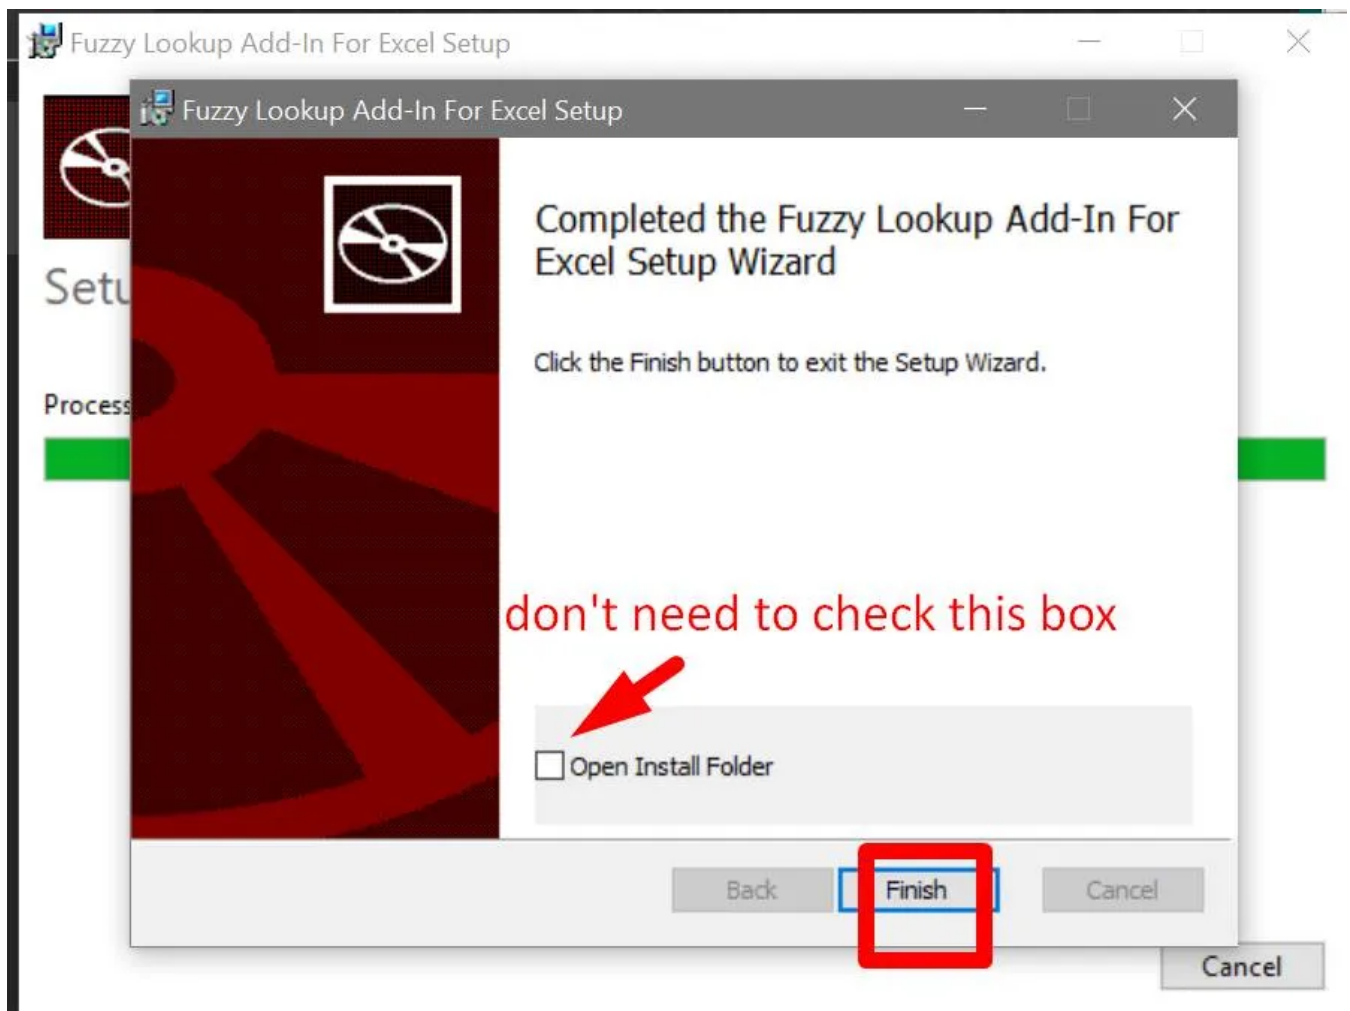 Fuzzy Lookup Add-In For Excel Setup
Fuzzy Lookup Add-In For Excel Setup
Completed the Fuzzy Lookup Add-In For
Excel Setup Wizard
Setu
Click the Finish button to exit the Setup Wizard.
Process
don't need to check this box
Open Install Folder
Back Finish Cancel
Cancel